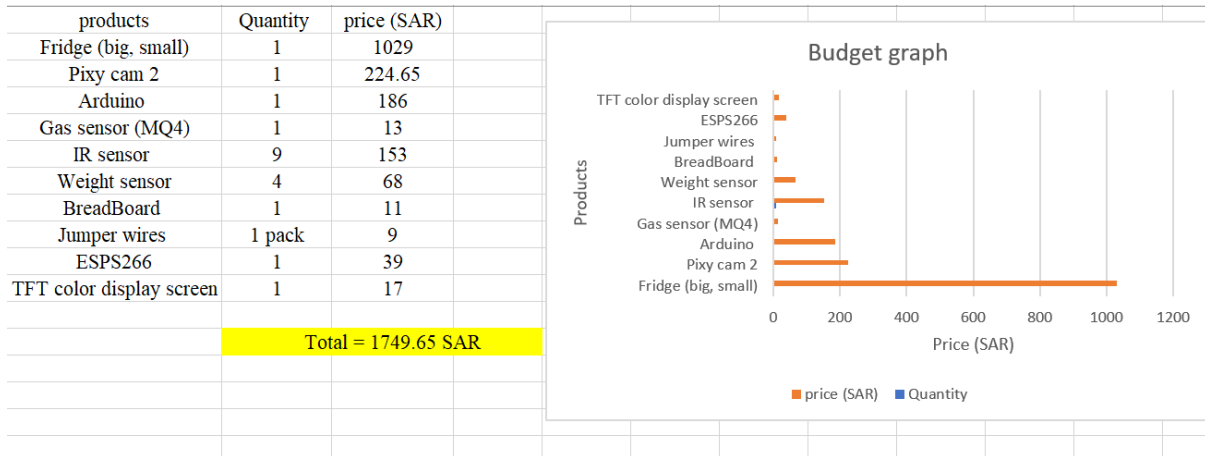 products Quantity price (SAR)
Fridge (big, small) 1 1029
Pixy cam 2 1 224.65
Arduino 1 186
Gas sensor (MQ4) 1 13
IR sensor 9 153
Weight sensor 4 68
BreadBoard 1 11
Jumper wires 1 pack 9
ESPS266 1 39
TFT color display screen 1 17
Total = 1749.65 SAR
Budget graph
Products
TFT color display screen
ESPS266
Jumper wires
BreadBoard
Weight sensor
IR sensor
Gas sensor (MQ4)
Arduino
Pixy cam 2
Fridge (big, small)
0 200 400 600 800 1000 1200
Price (SAR)
price (SAR) Quantity